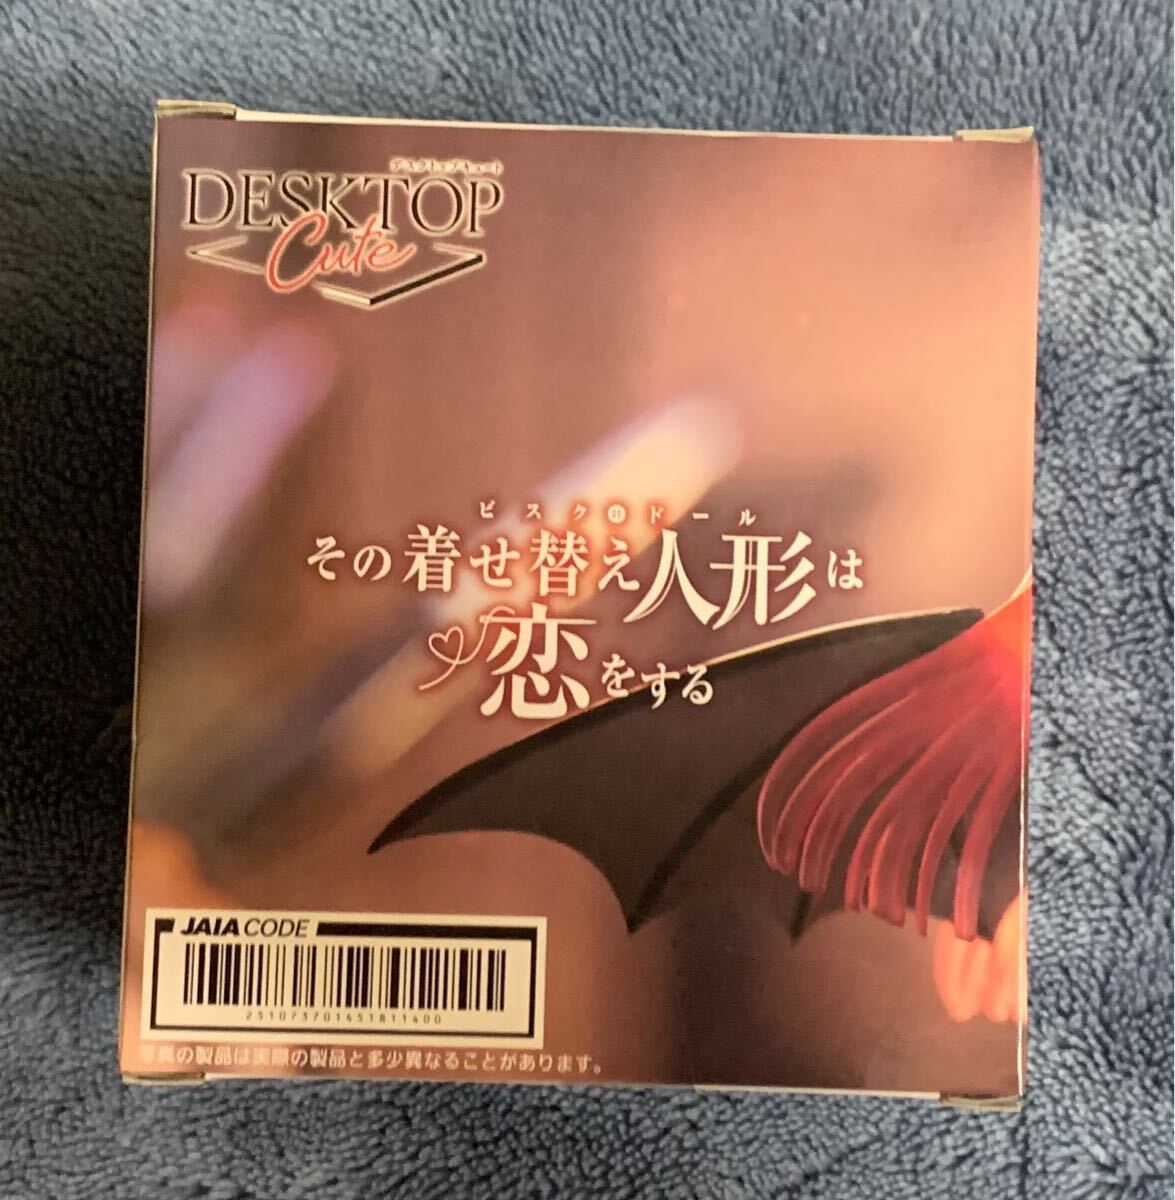 デスクトップキュート
DESKTOP
Cute
ビスク・ドール
その着せ替え人形は
恋をする
JAIA CODE
251073701451811400
写真の製品は実際の製品と多少異なることがあります。